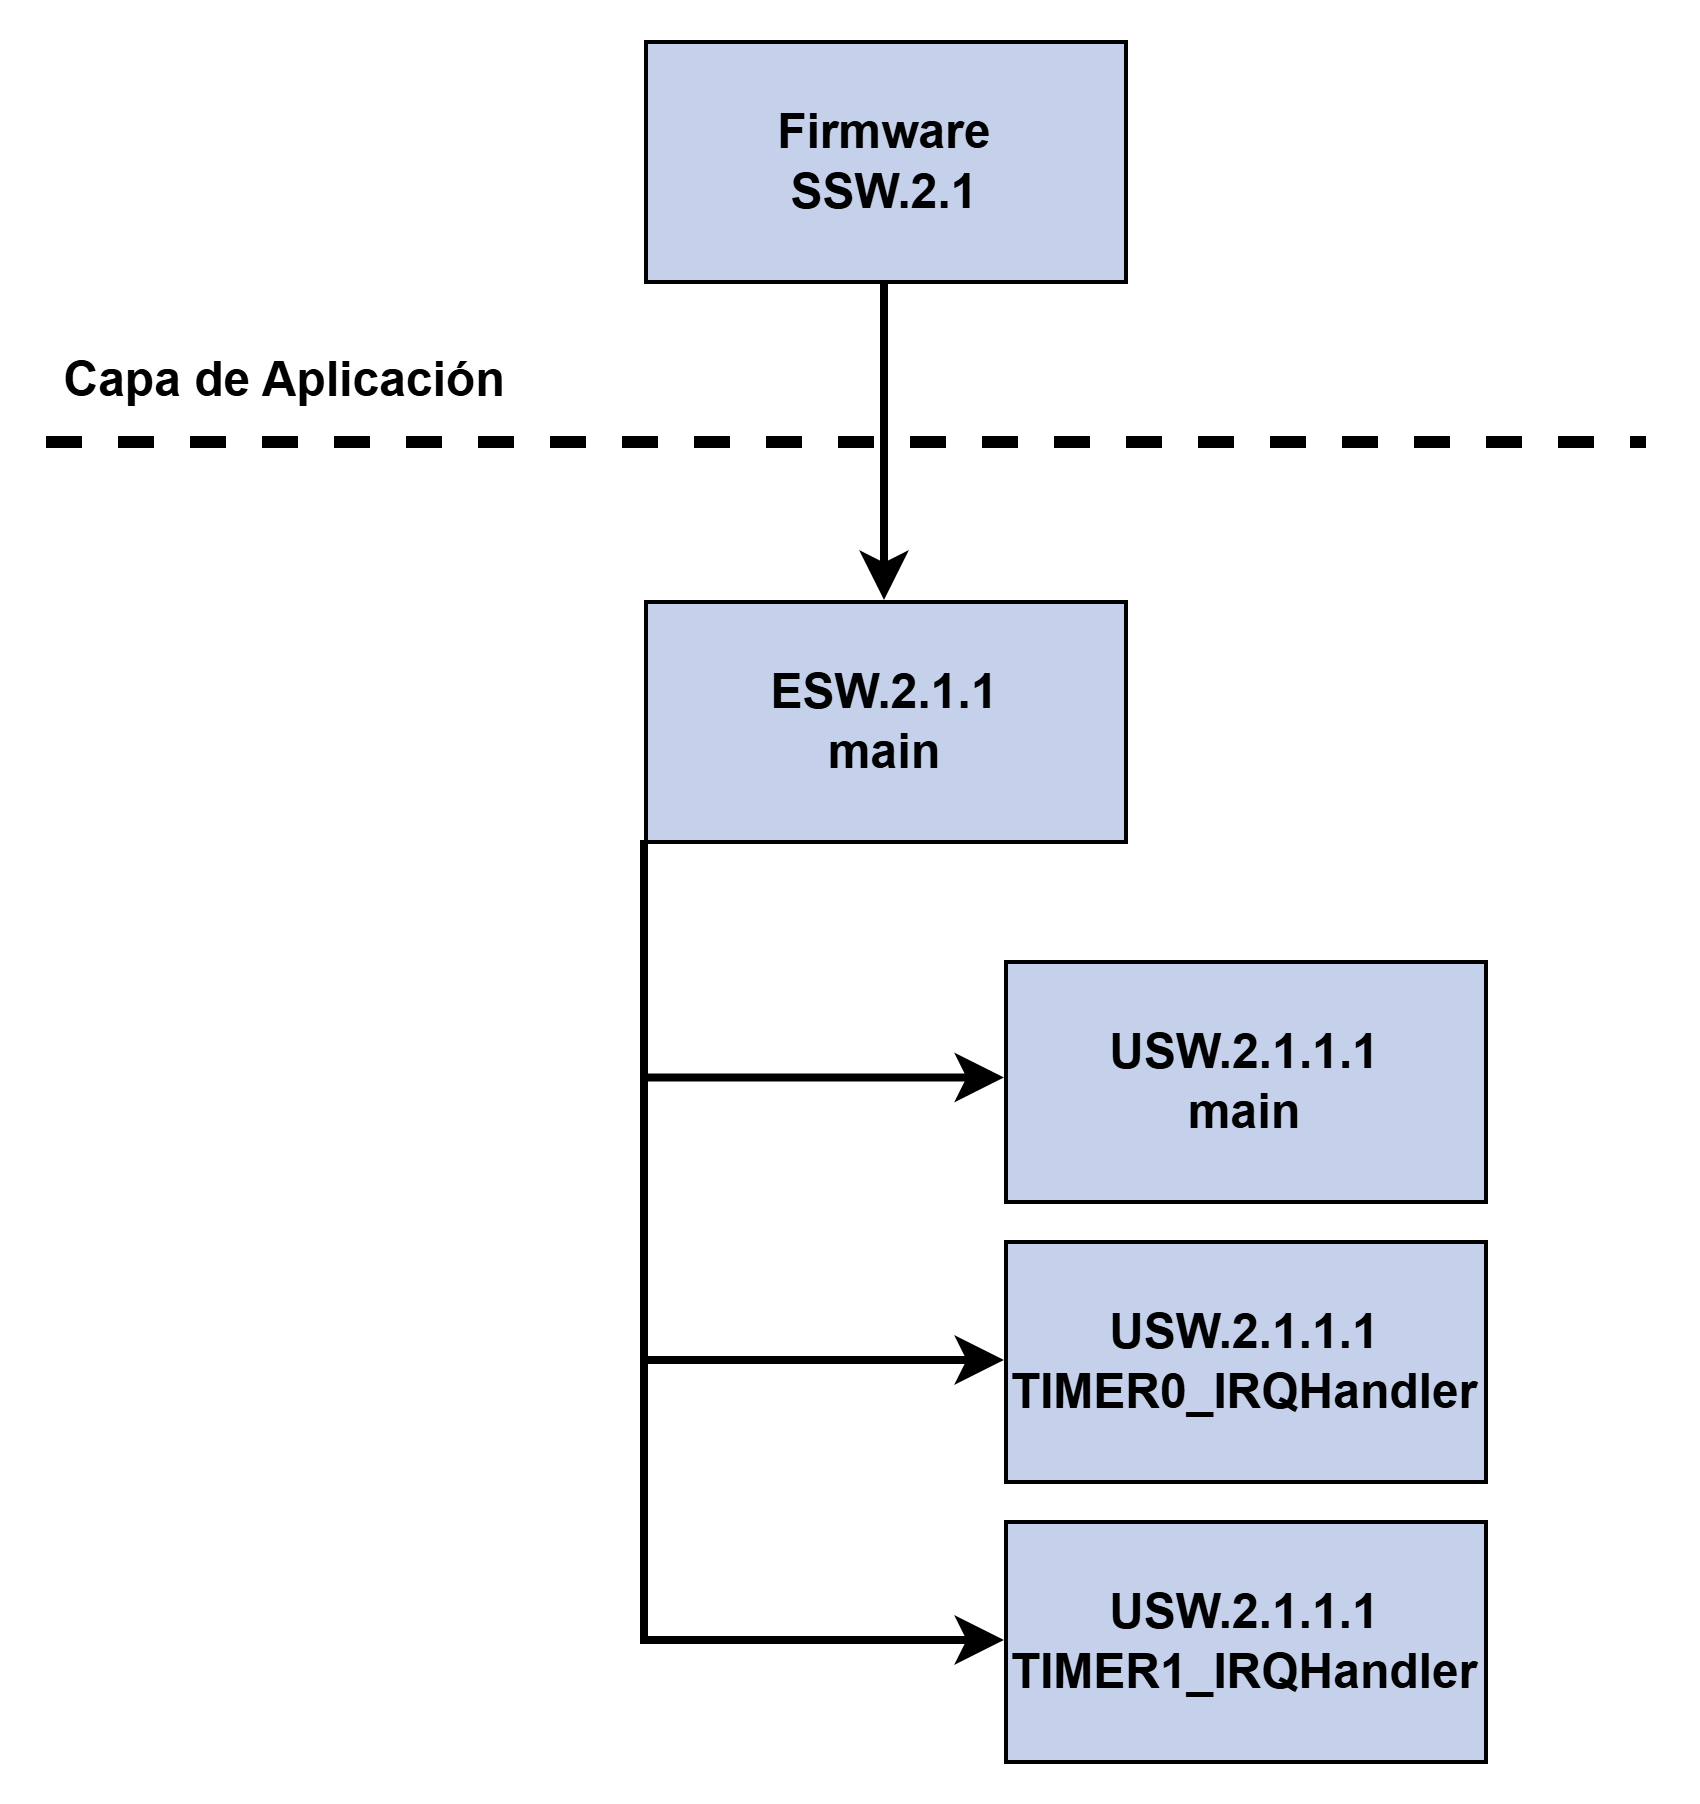 Firmware
SSW.2.1
Capa de Aplicación
ESW.2.1.1
main
USW.2.1.1.1
main
USW.2.1.1.1
TIMER0_IRQHandler
USW.2.1.1.1
TIMER1_IRQHandler